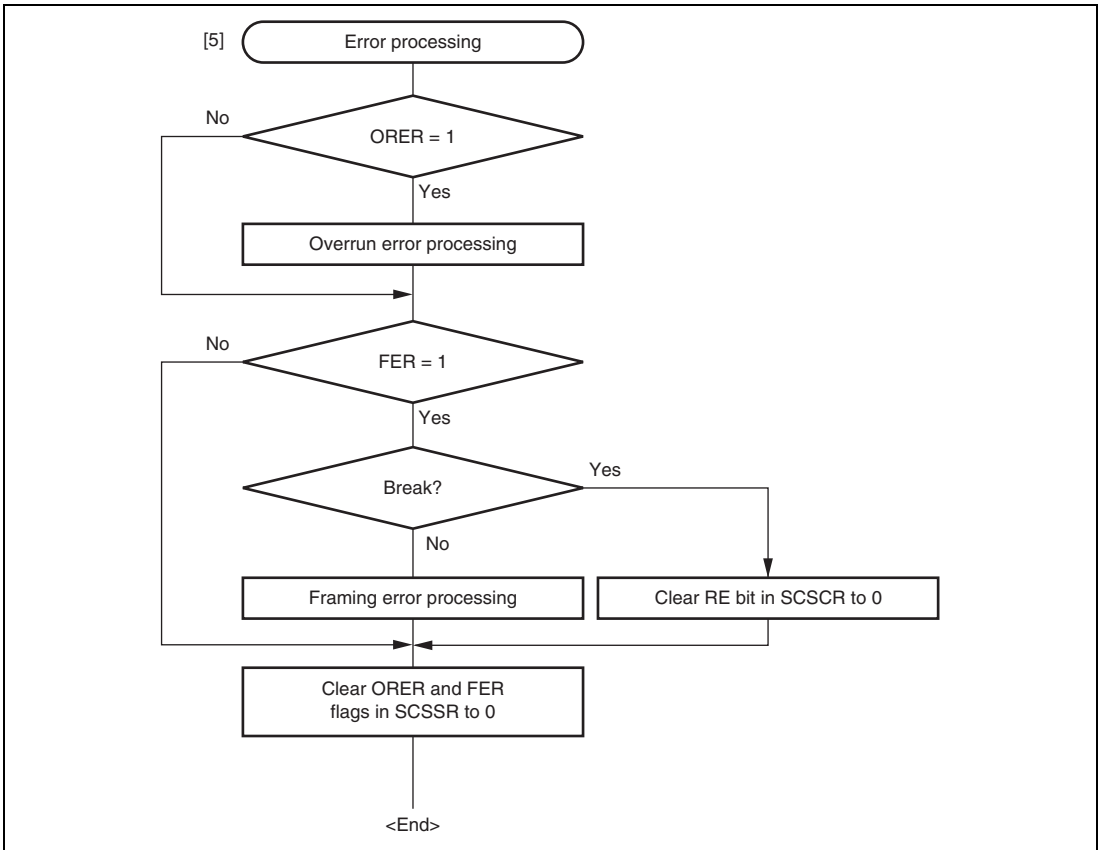 [5]
Error processing
No
ORER = 1
Yes
Overrun error processing
No
FER = 1
Yes
Break?
Yes
No
Framing error processing
Clear RE bit in SCSCR to 0
Clear ORER and FER
flags in SCSSR to 0
<End>